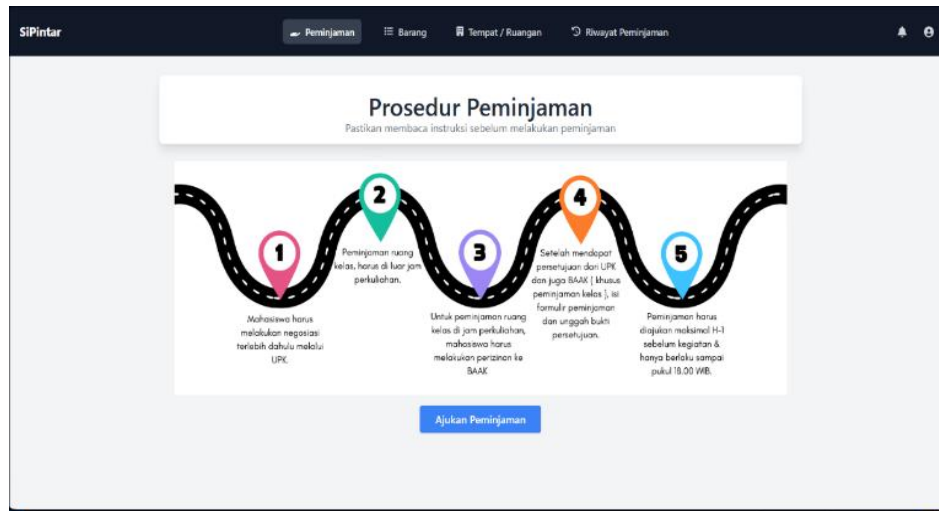 SiPintar
Peminjaman
Barang
Tempat / Ruangan
Riwayat Peminjaman
Prosedur Peminjaman
Pastikan membaca instruksi sebelum melakukan peminjaman
1
Mahasiswa harus
melakukan negosiasi
terlebih dahulu melalui
UPK.
2
Peminjaman ruang
kelas, harus di luar jam
perkuliahan.
3
Untuk peminjaman ruang
kelas di jam perkuliahan,
mahasiswa harus
melakukan perizinan ke
BAAK
4
Setelah mendapat
persetujuan dari UPK
dan juga BAAK ( khusus
peminjaman kelas ), isi
formulir peminjaman
dan unggah bukti
persetujuan.
5
Peminjaman harus
diajukan maksimal H-1
sebelum kegiatan &
hanya berlaku sampai
pukul 18.00 WIB.
Ajukan Peminjaman